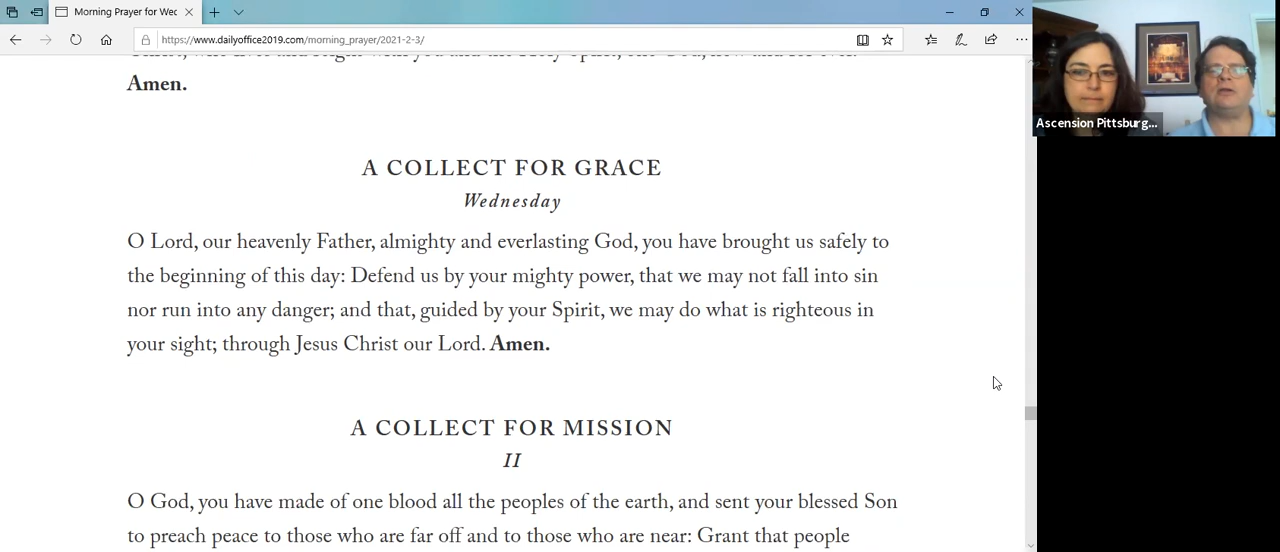 Morning Prayer for Wed
https://www.dailyoffice2019.com/morning_prayer/2021-2-3/
Amen.
A COLLECT FOR GRACE
Wednesday
O Lord, our heavenly Father, almighty and everlasting God, you have brought us safely to
the beginning of this day: Defend us by your mighty power, that we may not fall into sin
nor run into any danger; and that, guided by your Spirit, we may do what is righteous in
your sight; through Jesus Christ our Lord. Amen.
A COLLECT FOR MISSION
II
O God, you have made of one blood all the peoples of the earth, and sent your blessed Son
to preach peace to those who are far off and to those who are near: Grant that people
Ascension Pittsburg...